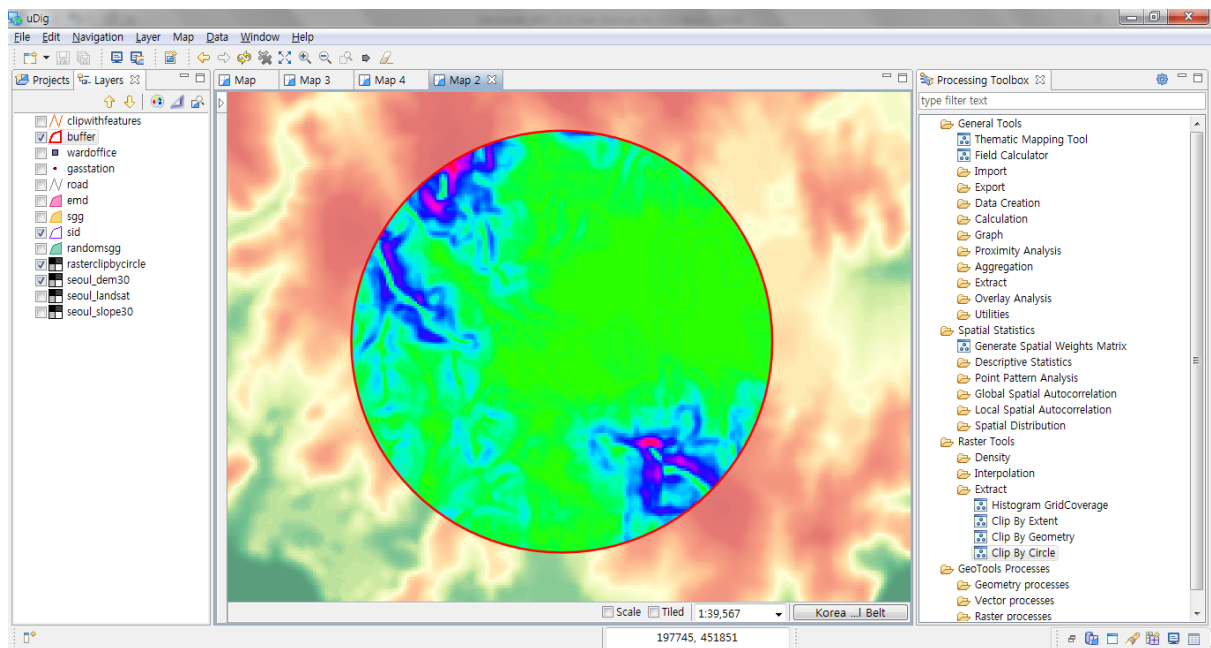 uDig
File Edit Navigation Layer Map Data Window Help
Projects Layers
Map Map 3 Map 4 Map 2
Processing Toolbox
type filter text
clipwithfeatures
buffer
wardoffice
gasstation
road
emd
sgg
sid
randomsgg
rasterclipbycircle
seoul_dem30
seoul_landsat
seoul_slope30
General Tools
Thematic Mapping Tool
Field Calculator
Import
Export
Data Creation
Calculation
Graph
Proximity Analysis
Aggregation
Extract
Overlay Analysis
Utilities
Spatial Statistics
Generate Spatial Weights Matrix
Descriptive Statistics
Point Pattern Analysis
Global Spatial Autocorrelation
Local Spatial Autocorrelation
Spatial Distribution
Raster Tools
Density
Interpolation
Extract
Histogram GridCoverage
Clip By Extent
Clip By Geometry
Clip By Circle
GeoTools Processes
Geometry processes
Vector processes
Raster processes
Scale Tiled 1:39,567 Korea ...l Belt
197745, 451851